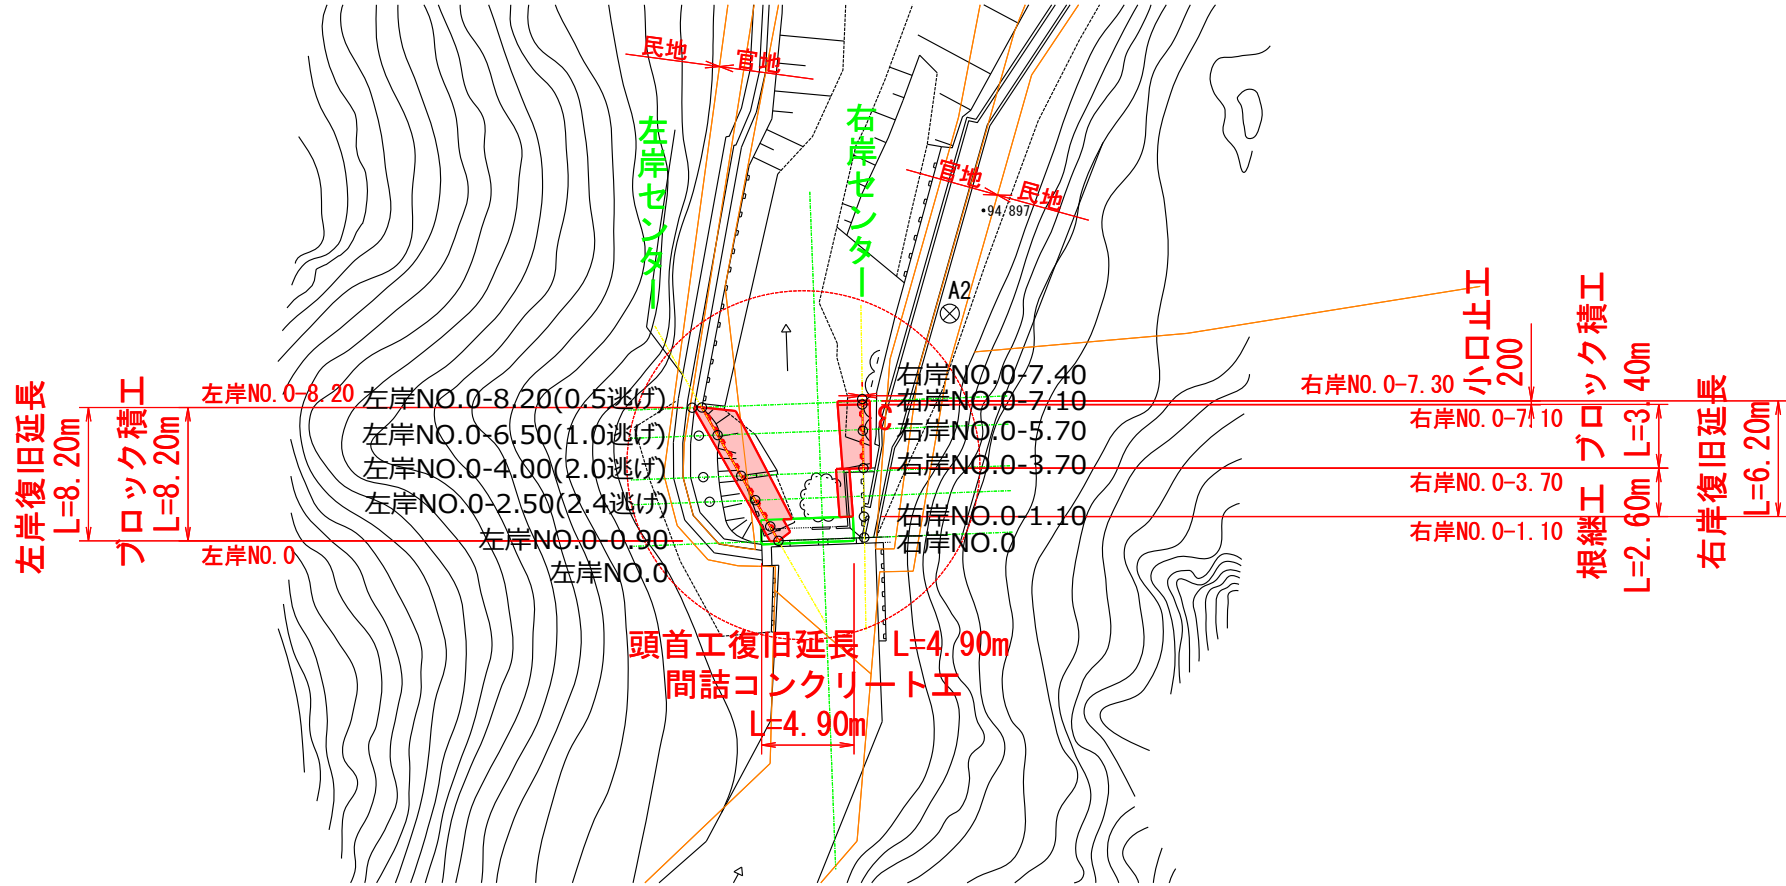 民地
官地
左岸センター
右岸センター
官地
民地
94.897
A2
左岸復旧延長
L=8.20m
ブロック積工
L=8.20m
左岸NO.0-8.20
左岸NO.0
左岸NO.0-8.20(0.5逃げ)
左岸NO.0-6.50(1.0逃げ)
左岸NO.0-4.00(2.0逃げ)
左岸NO.0-2.50(2.4逃げ)
左岸NO.0-0.90
左岸NO.0
右岸NO.0-7.40
右岸NO.0-7.10
右岸NO.0-5.70
右岸NO.0-3.70
右岸NO.0-1.10
右岸NO.0
右岸NO.0-7.30
右岸NO.0-7.10
右岸NO.0-3.70
右岸NO.0-1.10
小口止工
200
ブロック積工
L=3.40m
根継工
L=2.60m
右岸復旧延長
L=6.20m
頭首工復旧延長 L=4.90m
間詰コンクリート工
L=4.90m